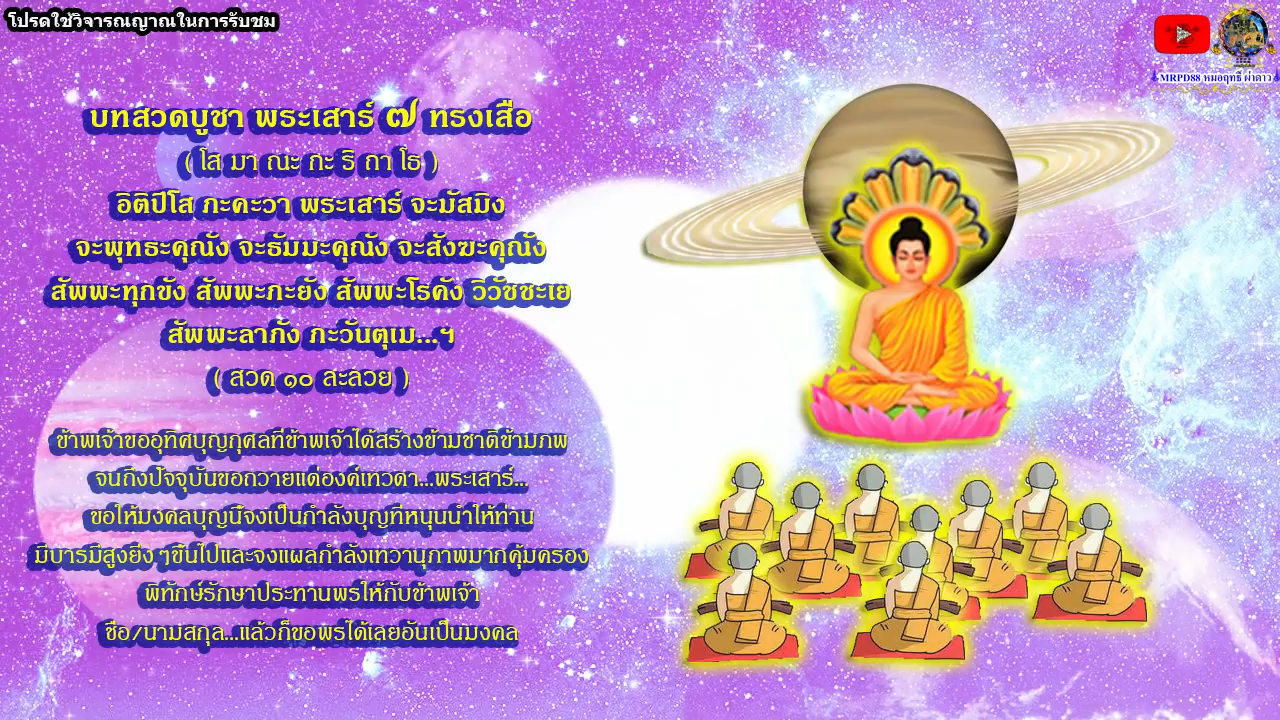 โปรดใช้วิจารณญาณในการรับชม
MRPD88 หมอฤทธิ์ ผ่าดาว
บทสวดบูชา พระเสาร์ ๗ ทรงเสือ
( โส มา ณะ กะ ริ ถา โธ )
อิติปิโส ภะคะวา พระเสาร์ จะมัสมิง
จะพุทธะคุณัง จะธัมมะคุณัง จะสังฆะคุณัง
สัพพะทุกขัง สัพพะภะยัง สัพพะโรคัง วิวัชชะเย
สัพพะลาภัง ภะวันตุเม...ฯ
( สวด ๑๐ ละลวย )
ข้าพเจ้าขออุทิศบุญกุศลที่ข้าพเจ้าได้สร้างข้ามชาติข้ามภพ
จนถึงปัจจุบันขอถวายแด่องค์เทวดา...พระเสาร์...
ขอให้มงคลบุญนี้จงเป็นกำลังบุญที่หนุนนำให้ท่าน
มีบารมีสูงยิ่งๆขึ้นไปและจงแผลกำลังเทวานุภาพมาคุ้มครอง
พิทักษ์รักษาประทานพรให้กับข้าพเจ้า
ชื่อ/นามสกุล...แล้วก็ขอพรได้เลยอันเป็นมงคล